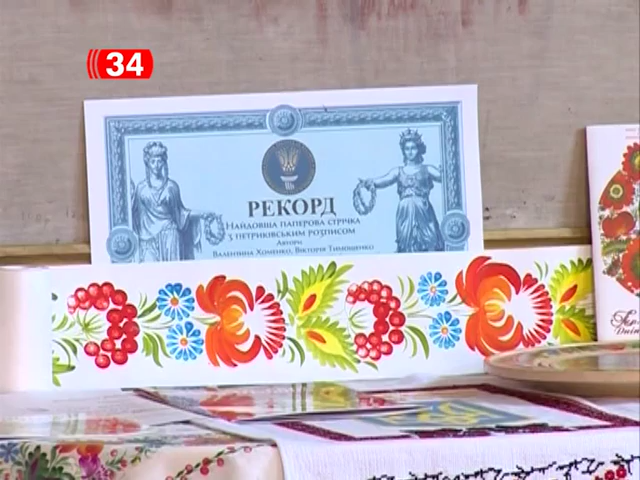 34
РЕКОРД
НАЙДОВША ПАПЕРОВА СТРІЧКА
З ПЕТРИКІВСЬКИМ РОЗПИСОМ
Автори
ВАЛЕНТИНА ХОМЕНКО, ВІКТОРІЯ ТИМОШЕНКО